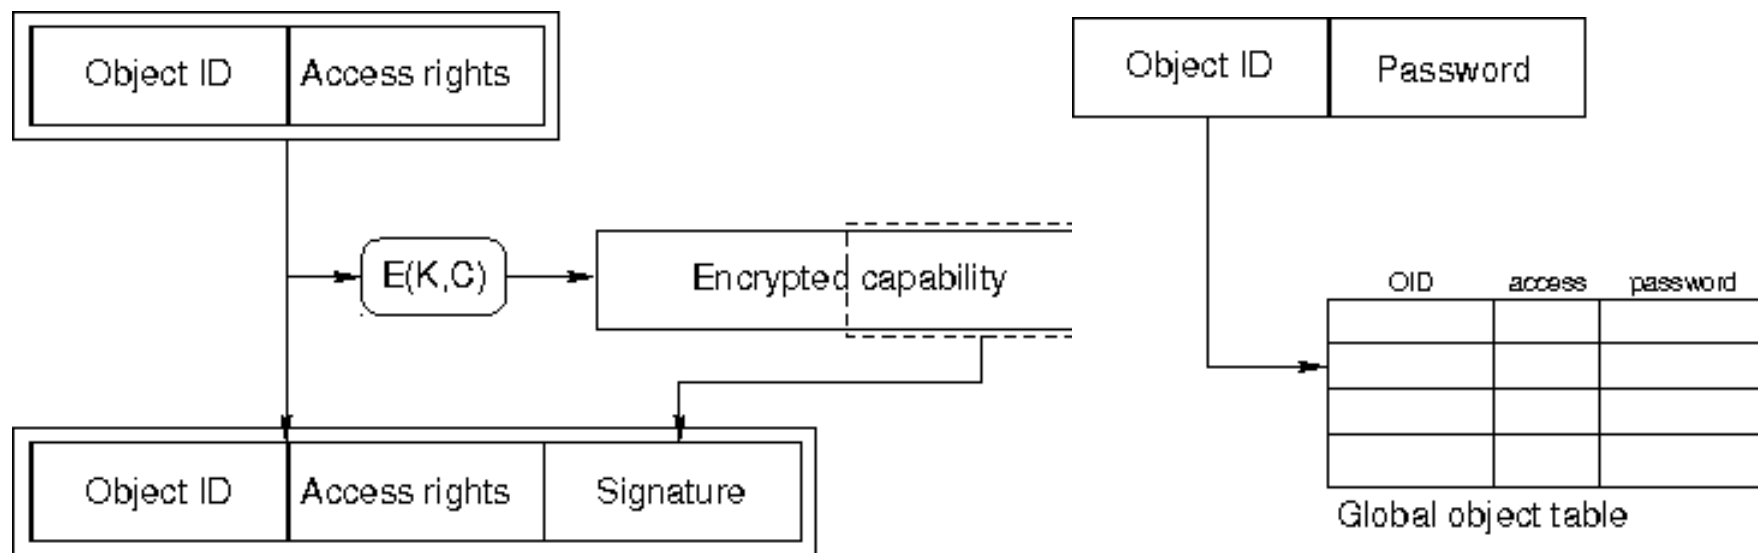 Object ID Access rights
E(K,C)
Encrypted capability
Object ID Access rights Signature
Object ID Password
OID access password
Global object table